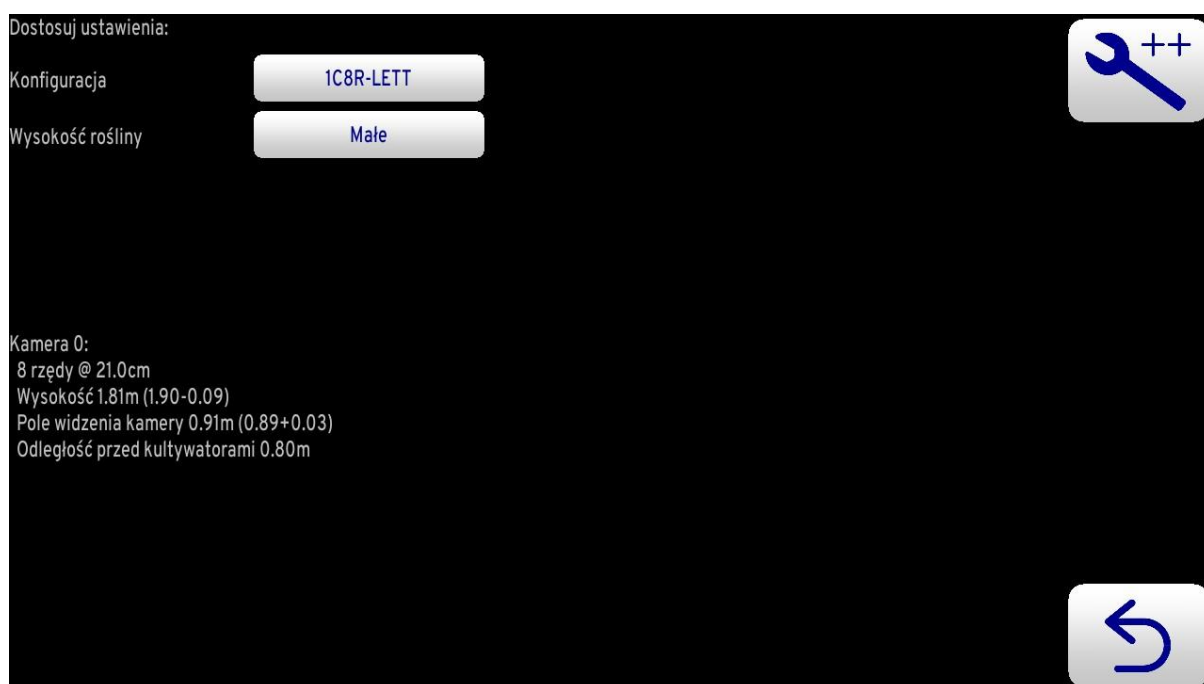 Dostosuj ustawienia:
Konfiguracja 1C8R-LETT
Wysokość rośliny Małe
++
Kamera 0:
8 rzędy @ 21.0cm
Wysokość 1.81m (1.90-0.09)
Pole widzenia kamery 0.91m (0.89+0.03)
Odległość przed kultywatorami 0.80m